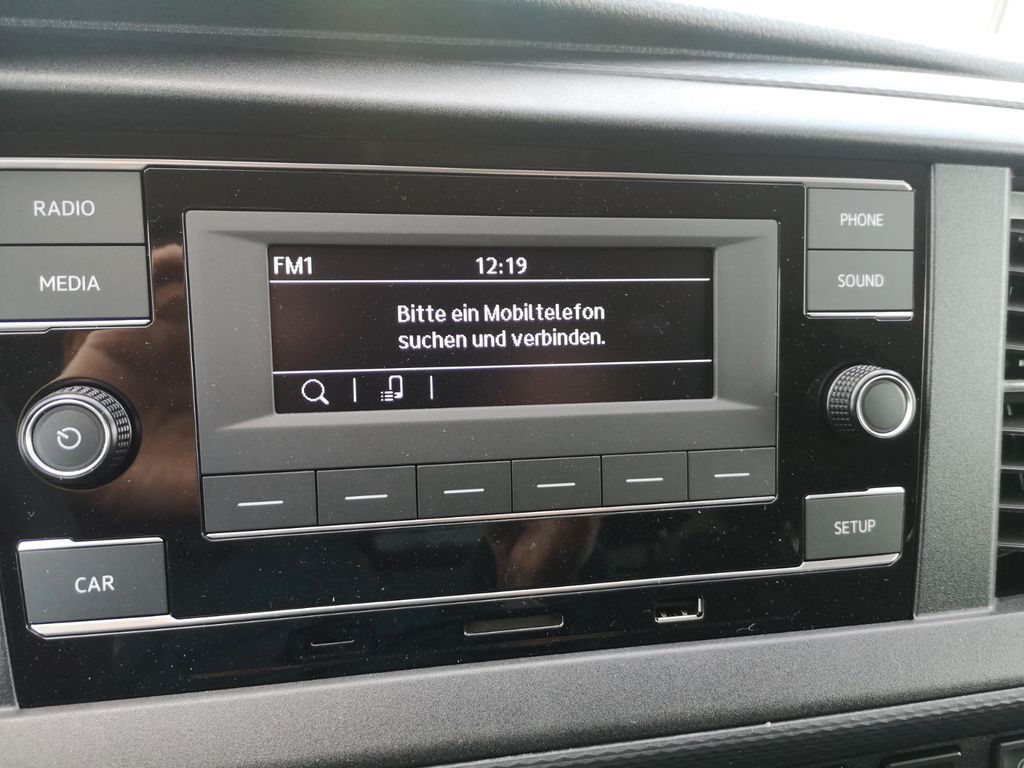 RADIO
MEDIA
FM1 12:19
Bitte ein Mobiltelefon
suchen und verbinden.
PHONE
SOUND
SETUP
CAR